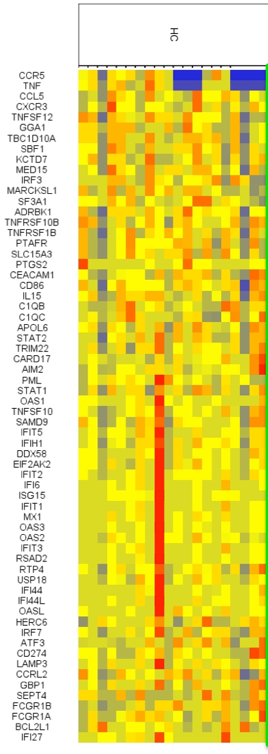 HC
CCR5
TNF
CCL5
CXCR3
TNFSF12
GGA1
TBC1D10A
SBF1
KCTD7
MED15
IRF3
MARCKSL1
SF3A1
ADRBK1
TNFRSF10B
TNFRSF1B
PTAFR
SLC15A3
PTGS2
CEACAM1
CD86
IL15
C1QB
C1QC
APOL6
STAT2
TRIM22
CARD17
AIM2
PML
STAT1
OAS1
TNFSF10
SAMD9
IFIT5
IFIH1
DDX58
EIF2AK2
IFIT2
IFI6
ISG15
IFIT1
MX1
OAS3
OAS2
IFIT3
RSAD2
RTP4
USP18
IFI44
IFI44L
OASL
HERC6
IRF7
ATF3
CD274
LAMP3
CCRL2
GBP1
SEPT4
FCGR1B
FCGR1A
BCL2L1
IFI27